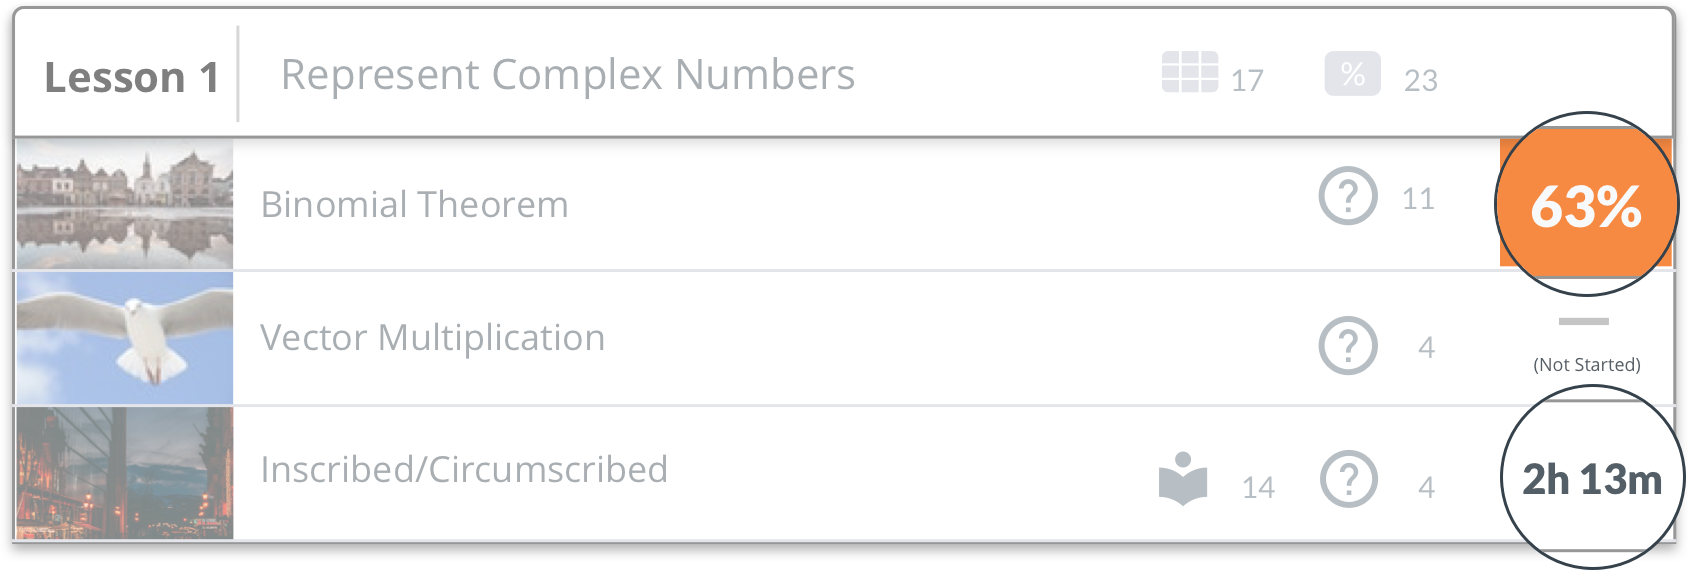 Lesson 1 Represent Complex Numbers 17 % 23
Binomial Theorem ? 11 63%
Vector Multiplication ? 4 (Not Started)
Inscribed/Circumscribed 14 ? 4 2h 13m